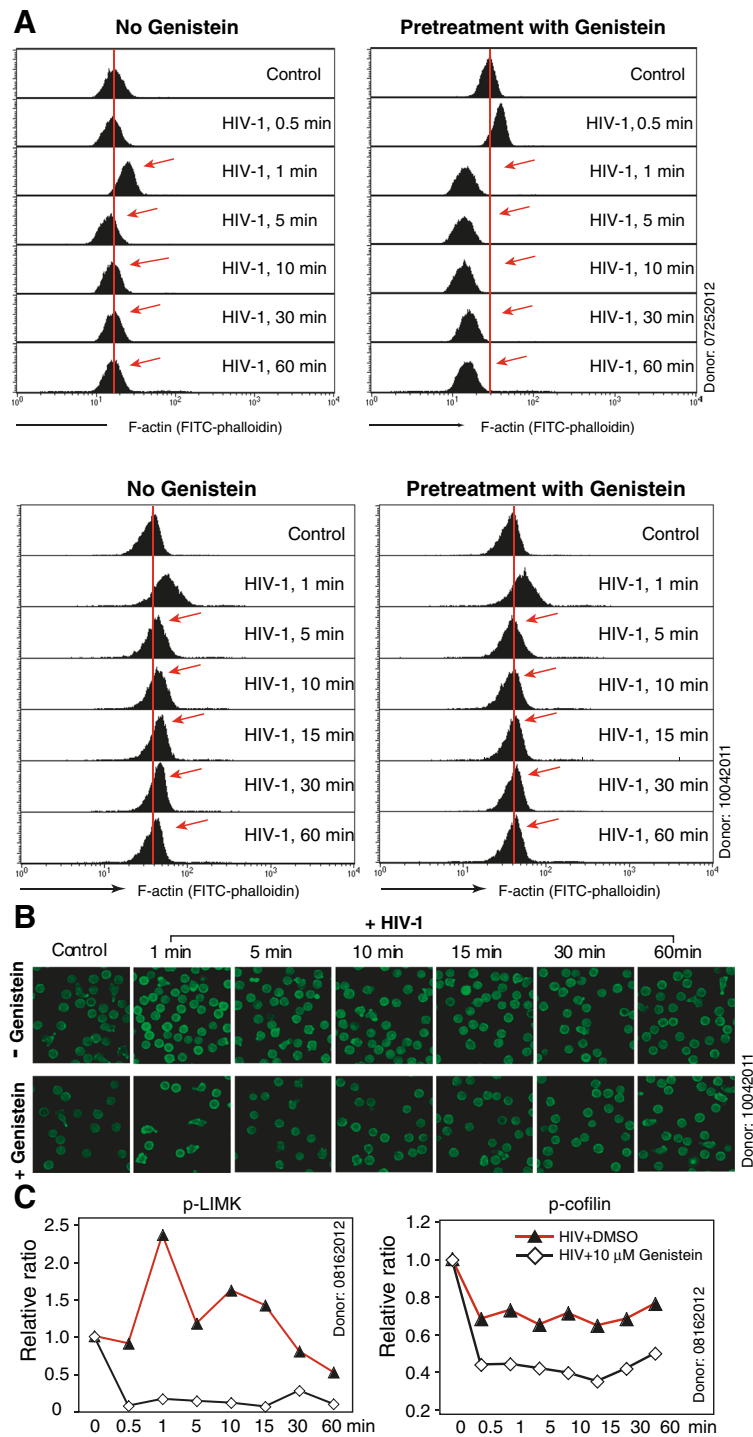 A
No Genistein
Control
HIV-1, 0.5 min
HIV-1, 1 min
HIV-1, 5 min
HIV-1, 10 min
HIV-1, 30 min
HIV-1, 60 min
10⁰ 10¹ 10² 10³ 10⁴
F-actin (FITC-phalloidin)
Pretreatment with Genistein
Control
HIV-1, 0.5 min
HIV-1, 1 min
HIV-1, 5 min
HIV-1, 10 min
HIV-1, 30 min
HIV-1, 60 min
10⁰ 10¹ 10² 10³ 10⁴
F-actin (FITC-phalloidin)
Donor: 07252012
No Genistein
Control
HIV-1, 1 min
HIV-1, 5 min
HIV-1, 10 min
HIV-1, 15 min
HIV-1, 30 min
HIV-1, 60 min
10⁰ 10¹ 10² 10³ 10⁴
F-actin (FITC-phalloidin)
Pretreatment with Genistein
Control
HIV-1, 1 min
HIV-1, 5 min
HIV-1, 10 min
HIV-1, 15 min
HIV-1, 30 min
HIV-1, 60 min
10⁰ 10¹ 10² 10³ 10⁴
F-actin (FITC-phalloidin)
Donor: 10042011
B
+ HIV-1
Control 1 min 5 min 10 min 15 min 30 min 60min
- Genistein
+ Genistein
Donor: 10042011
C
p-LIMK
Relative ratio
2.5
2.0
1.5
1.0
0.5
0
0 0.5 1 5 10 15 30 60 min
Donor: 08162012
p-cofilin
Relative ratio
1.2
1.0
0.8
0.6
0.4
0.2
0 0.5 1 5 10 15 30 60 min
HIV+DMSO
HIV+10 µM Genistein
Donor: 08162012